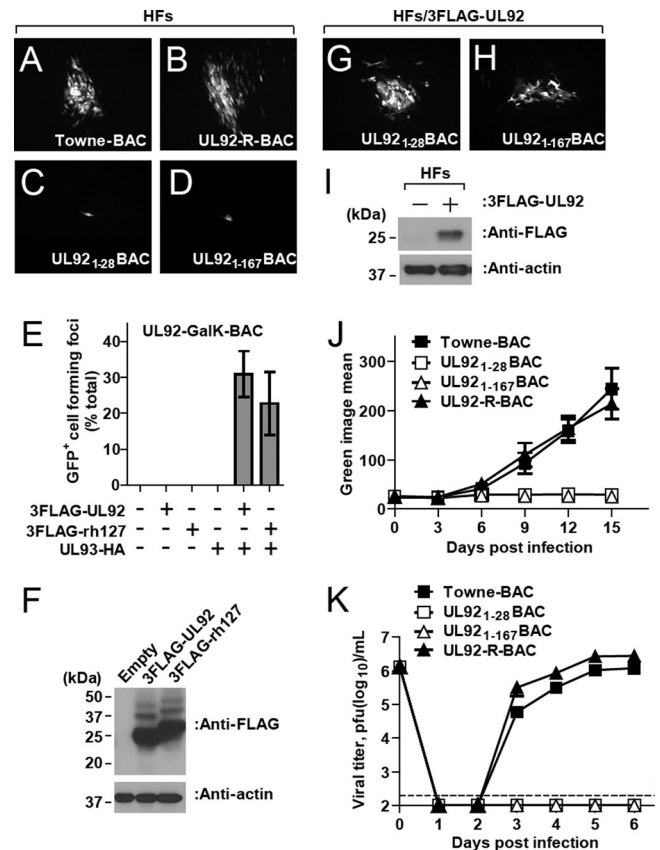 HFs
HFs/3FLAG-UL92
A
Towne-BAC
B
UL92-R-BAC
C
UL92₁₋₂₈BAC
D
UL92₁₋₁₆₇BAC
G
UL92₁₋₂₈BAC
H
UL92₁₋₁₆₇BAC
I
HFs
(kDa)
− + :3FLAG-UL92
25 :Anti-FLAG
37 :Anti-actin
E
UL92-GalK-BAC
GFP⁺ cell forming foci
(% total)
40
30
20
10
0
3FLAG-UL92 - + - - + -
3FLAG-rh127 - - + - - +
UL93-HA - - - + + +
F
Empty
3FLAG-UL92
3FLAG-rh127
(kDa)
50
37
25
20
:Anti-FLAG
37 :Anti-actin
J
Towne-BAC
UL92₁₋₂₈BAC
UL92₁₋₁₆₇BAC
UL92-R-BAC
Green image mean
300
200
100
0
0 3 6 9 12 15
Days post infection
K
Towne-BAC
UL92₁₋₂₈BAC
UL92₁₋₁₆₇BAC
UL92-R-BAC
Viral titer, pfu(log₁₀)/mL
7
6
5
4
3
2
0 1 2 3 4 5 6
Days post infection